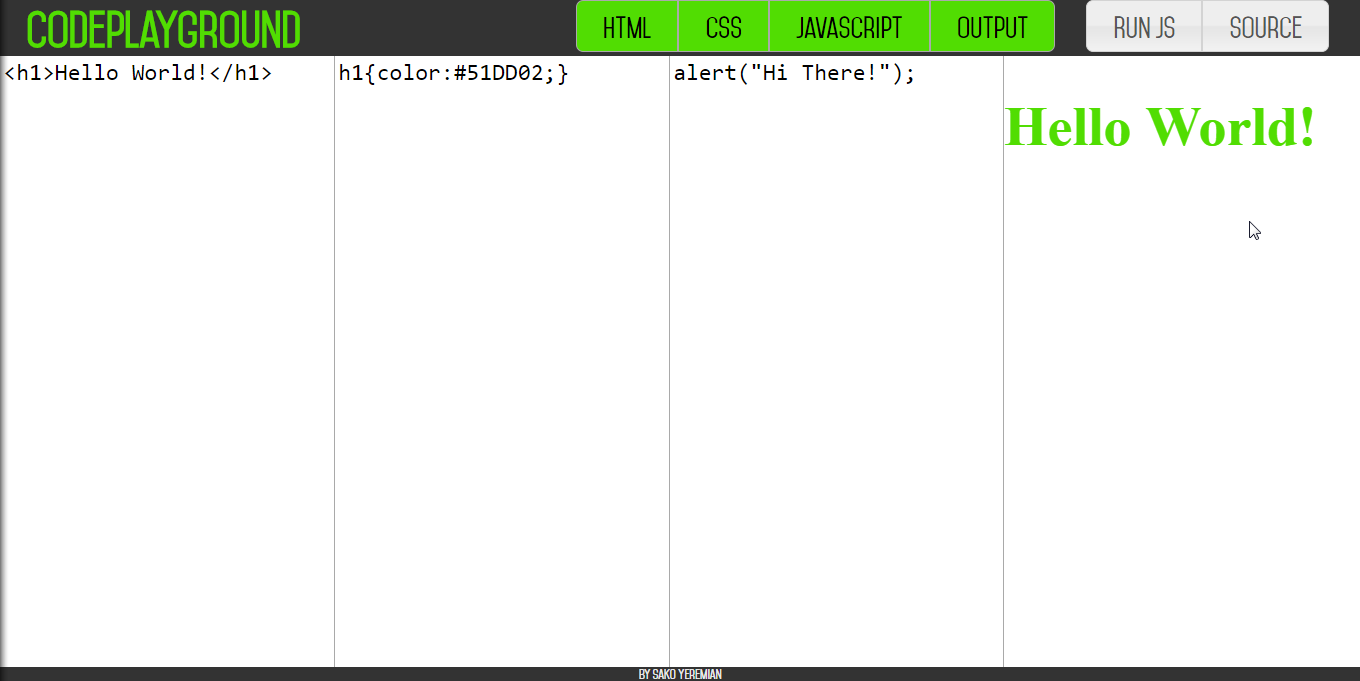 CODEPLAYGROUND
HTML CSS JAVASCRIPT OUTPUT RUN JS SOURCE
<h1>Hello World!</h1>
h1{color:#51DD02;}
alert("Hi There!");
Hello World!
BY SAKO YEREMIAN